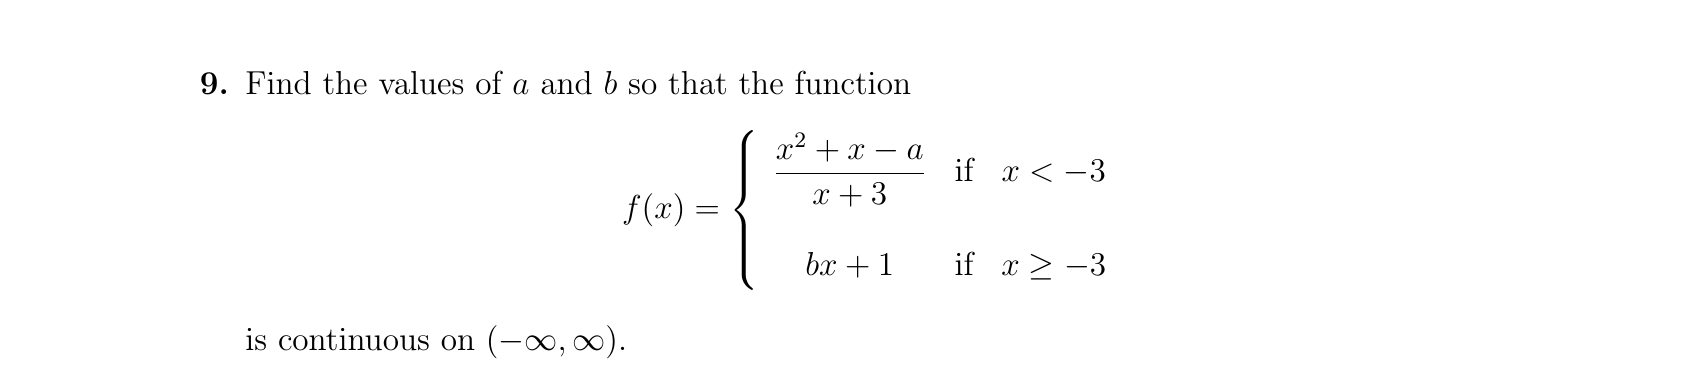 9. Find the values of a and b so that the function
f(x) = { (x² + x − a)/(x + 3) if x < −3
bx + 1 if x ≥ −3
is continuous on (−∞, ∞).